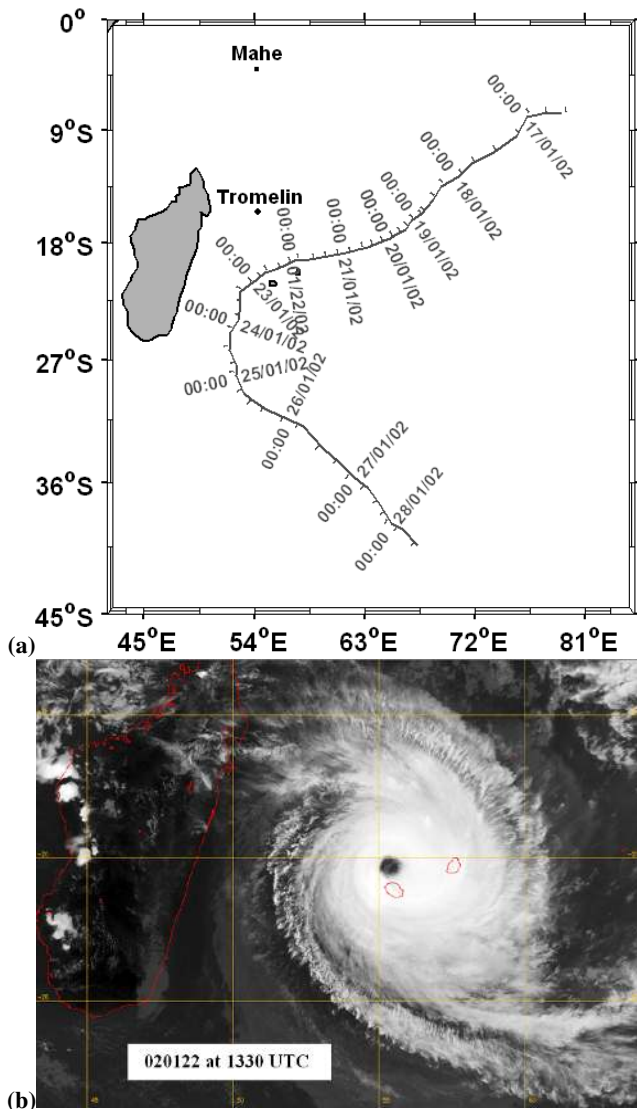 0°S
Mahe
9°S
00:00 17/01/02
00:00 18/01/02
Tromelin
00:00 19/01/02
00:00 20/01/02
00:00 21/01/02
00:00 01/22/02
00:00 23/01/02
18°S
00:00 24/01/02
00:00 25/01/02
00:00 26/01/02
27°S
00:00 27/01/02
36°S
00:00 28/01/02
45°S
45°E 54°E 63°E 72°E 81°E
(a)
020122 at 1330 UTC
(b)